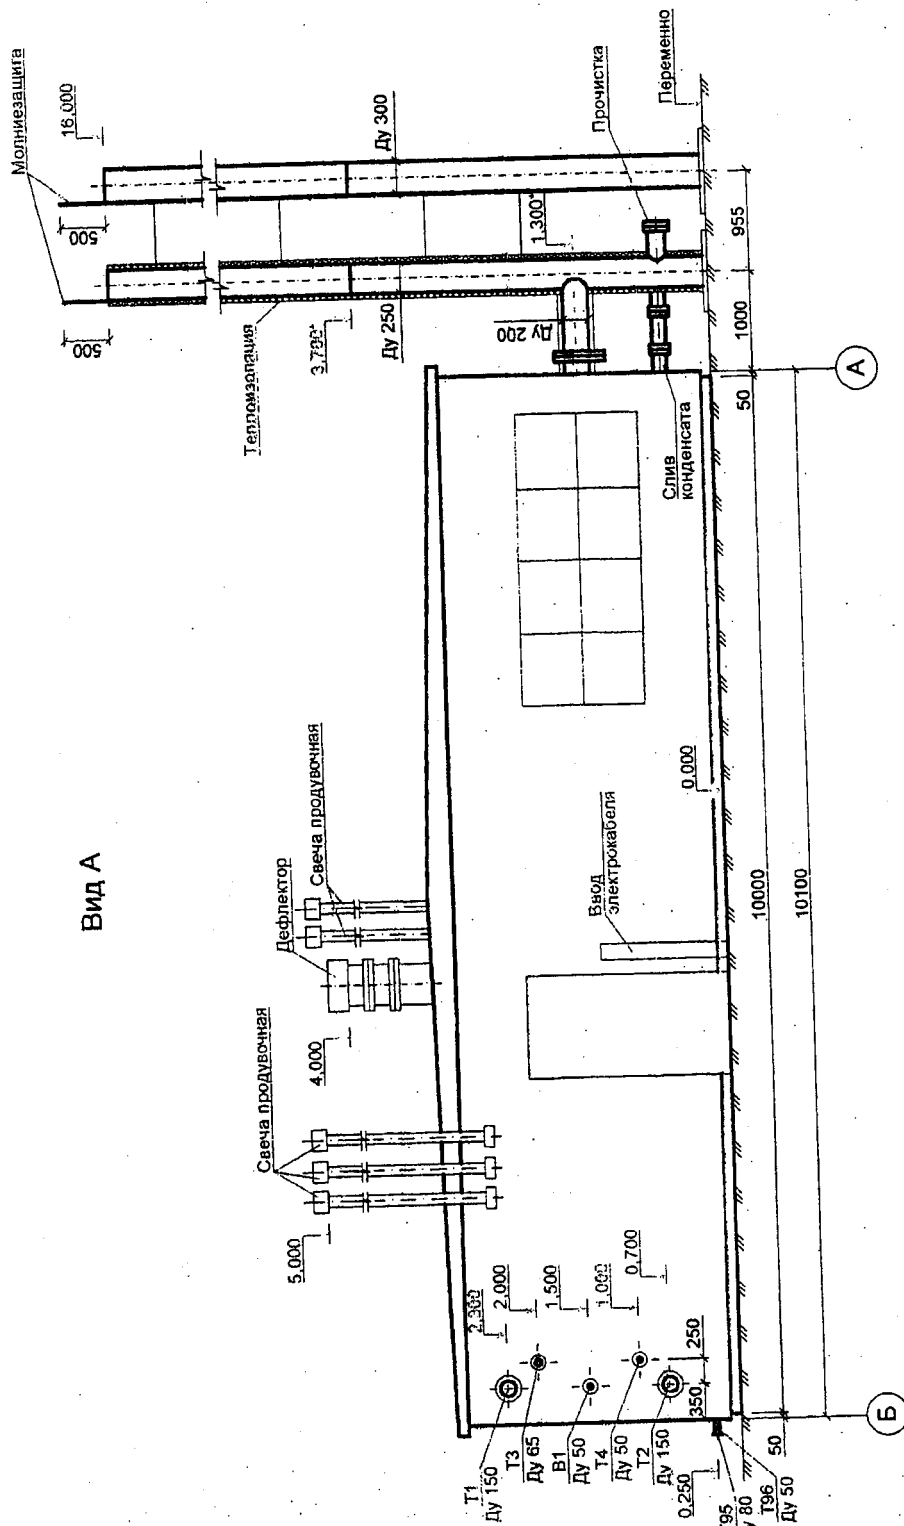 Вид А
Молниезащита
16,000
500
500
Теплоизоляция
3,700*
Ду 250
Ду 300
1,300*
Ду 200
Прочистка
Переменно
Слив
конденсата
955
1000
50
А
Свеча продувочная
Дефлектор
4,000
Свеча продувочная
5,000
Ввод
электрокабеля
0,000
10000
10100
2,300
2,000
1,500
1,000
0,700
250
350
Т1
Ду 150
Т3
Ду 65
В1
Ду 50
Т4
Ду 50
Т2
Ду 150
0,250
Т96
Ду 50
50
Б